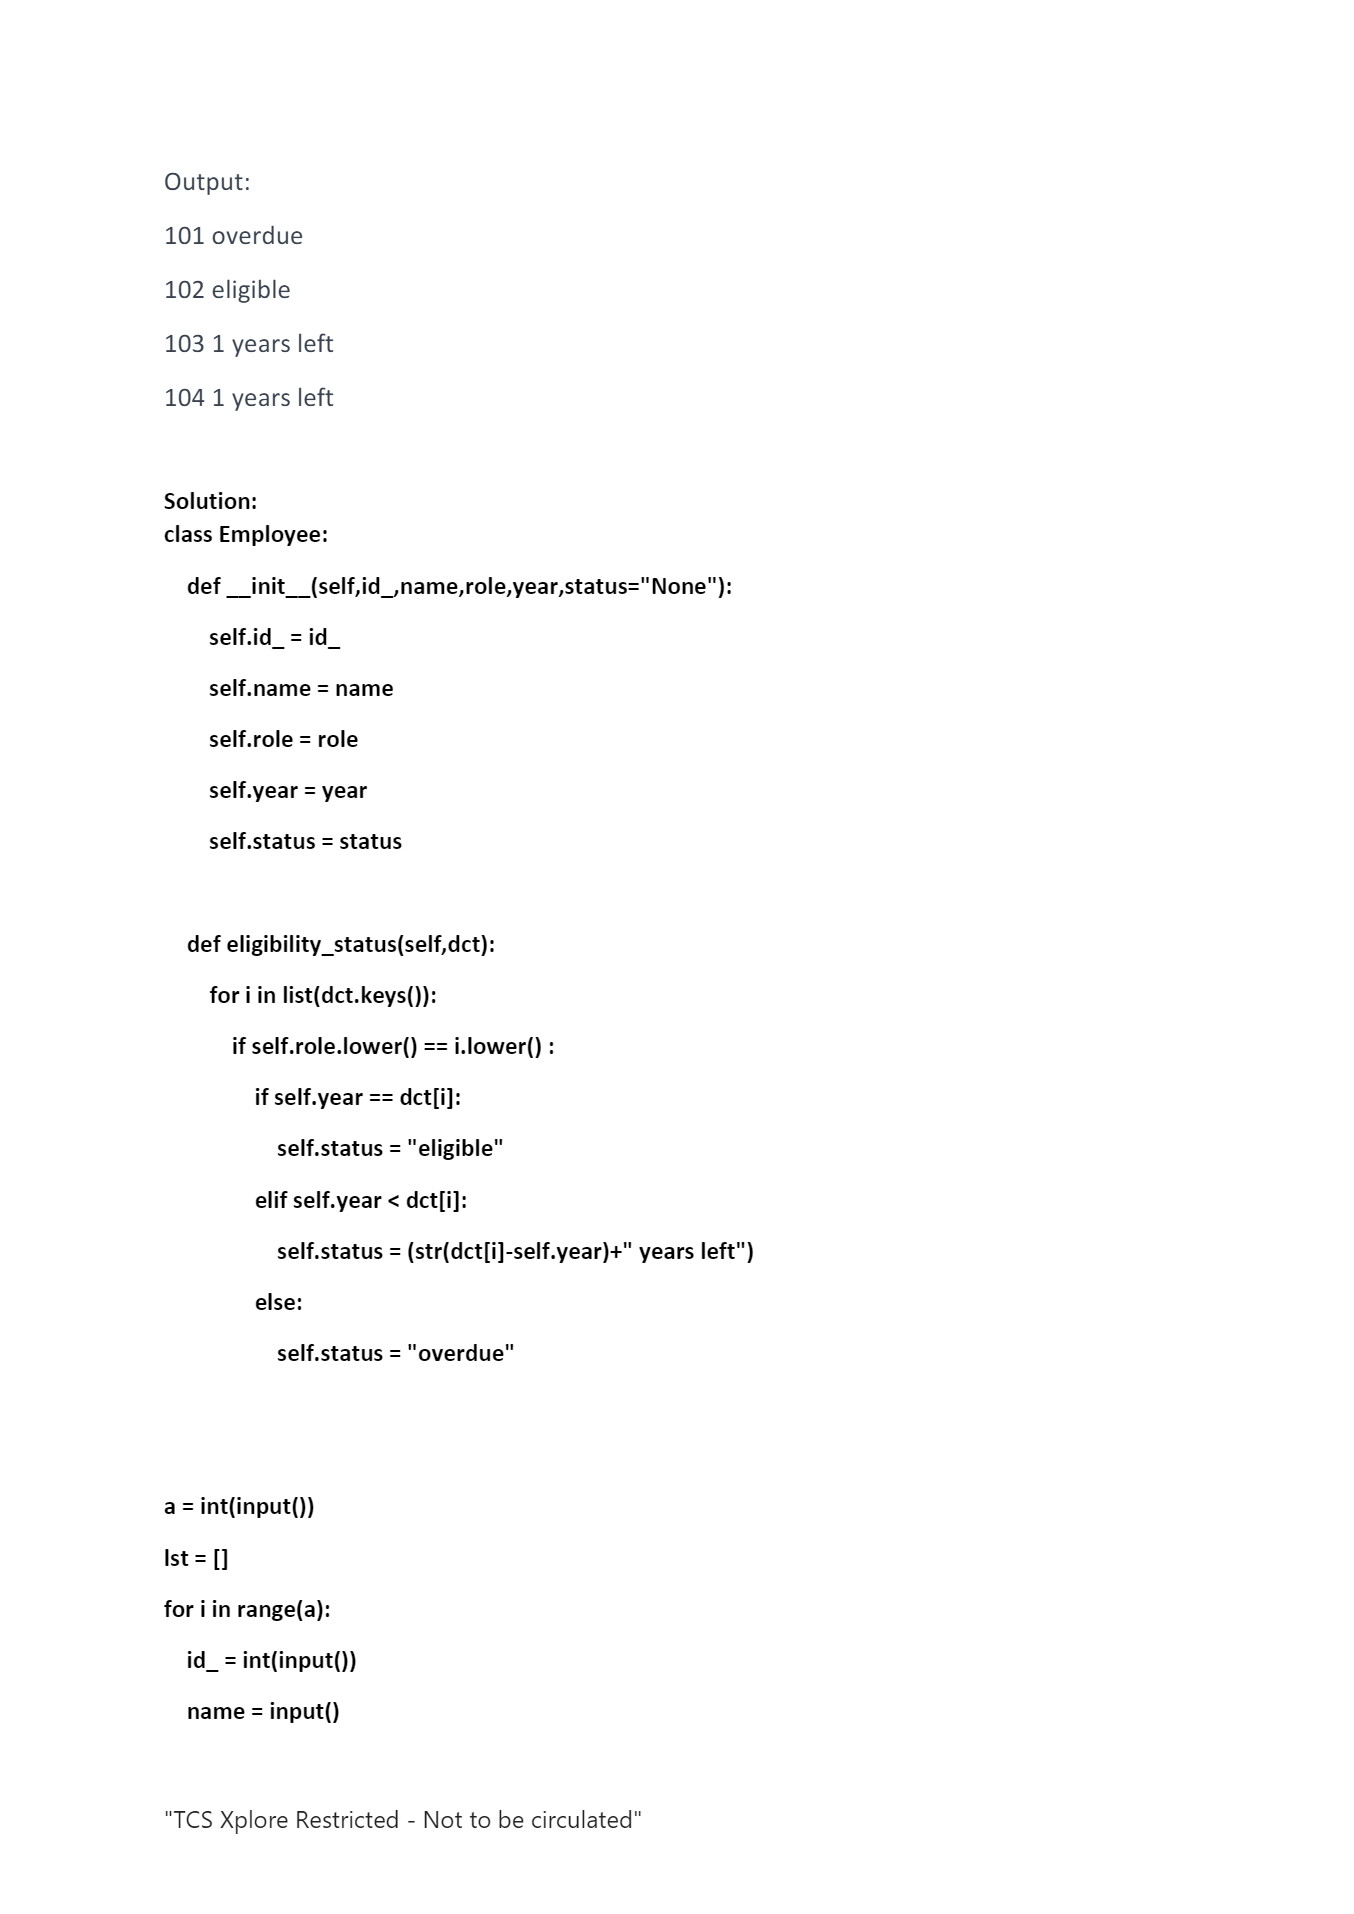 Output:
101 overdue
102 eligible
103 1 years left
104 1 years left
Solution:
class Employee:
    def __init__(self,id_,name,role,year,status="None"):
        self.id_ = id_
        self.name = name
        self.role = role
        self.year = year
        self.status = status
    def eligibility_status(self,dct):
        for i in list(dct.keys()):
            if self.role.lower() == i.lower() :
                if self.year == dct[i]:
                    self.status = "eligible"
                elif self.year < dct[i]:
                    self.status = (str(dct[i]-self.year)+" years left")
                else:
                    self.status = "overdue"
a = int(input())
lst = []
for i in range(a):
    id_ = int(input())
    name = input()
"TCS Xplore Restricted - Not to be circulated"